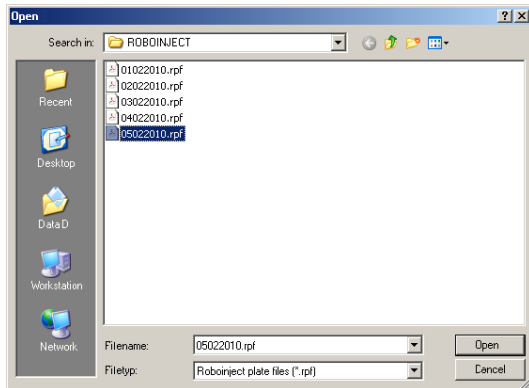 Open
Search in: ROBOINJECT
01022010.rpf
02022010.rpf
03022010.rpf
04022010.rpf
05022010.rpf
Recent
Desktop
Data D
Workstation
Network
Filename: 05022010.rpf Open
Filetyp: Roboinject plate files (*.rpf) Cancel